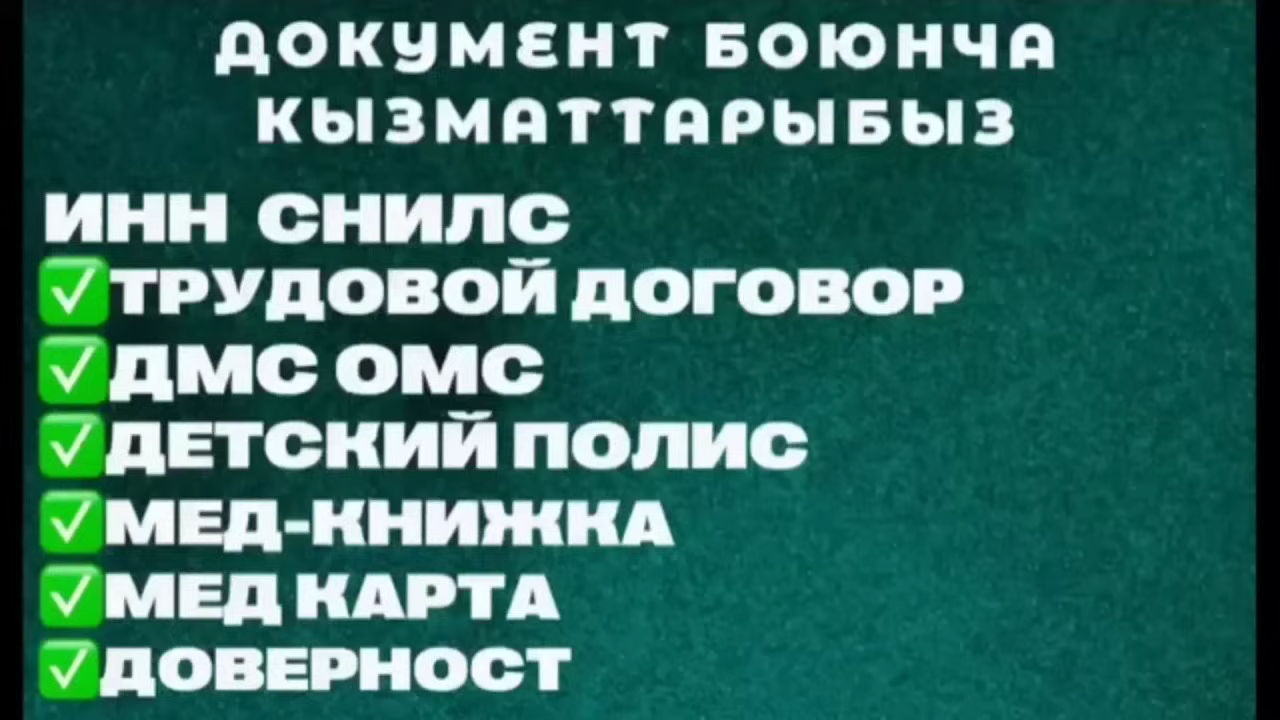 ДОКУМЕНТ БОЮНЧА
КЫЗМАТТАРЫБЫЗ
ИНН СНИЛС
✅ТРУДОВОЙ ДОГОВОР
✅ДМС ОМС
✅ДЕТСКИЙ ПОЛИС
✅МЕД-КНИЖКА
✅МЕД КАРТА
✅ДОВЕРНОСТ